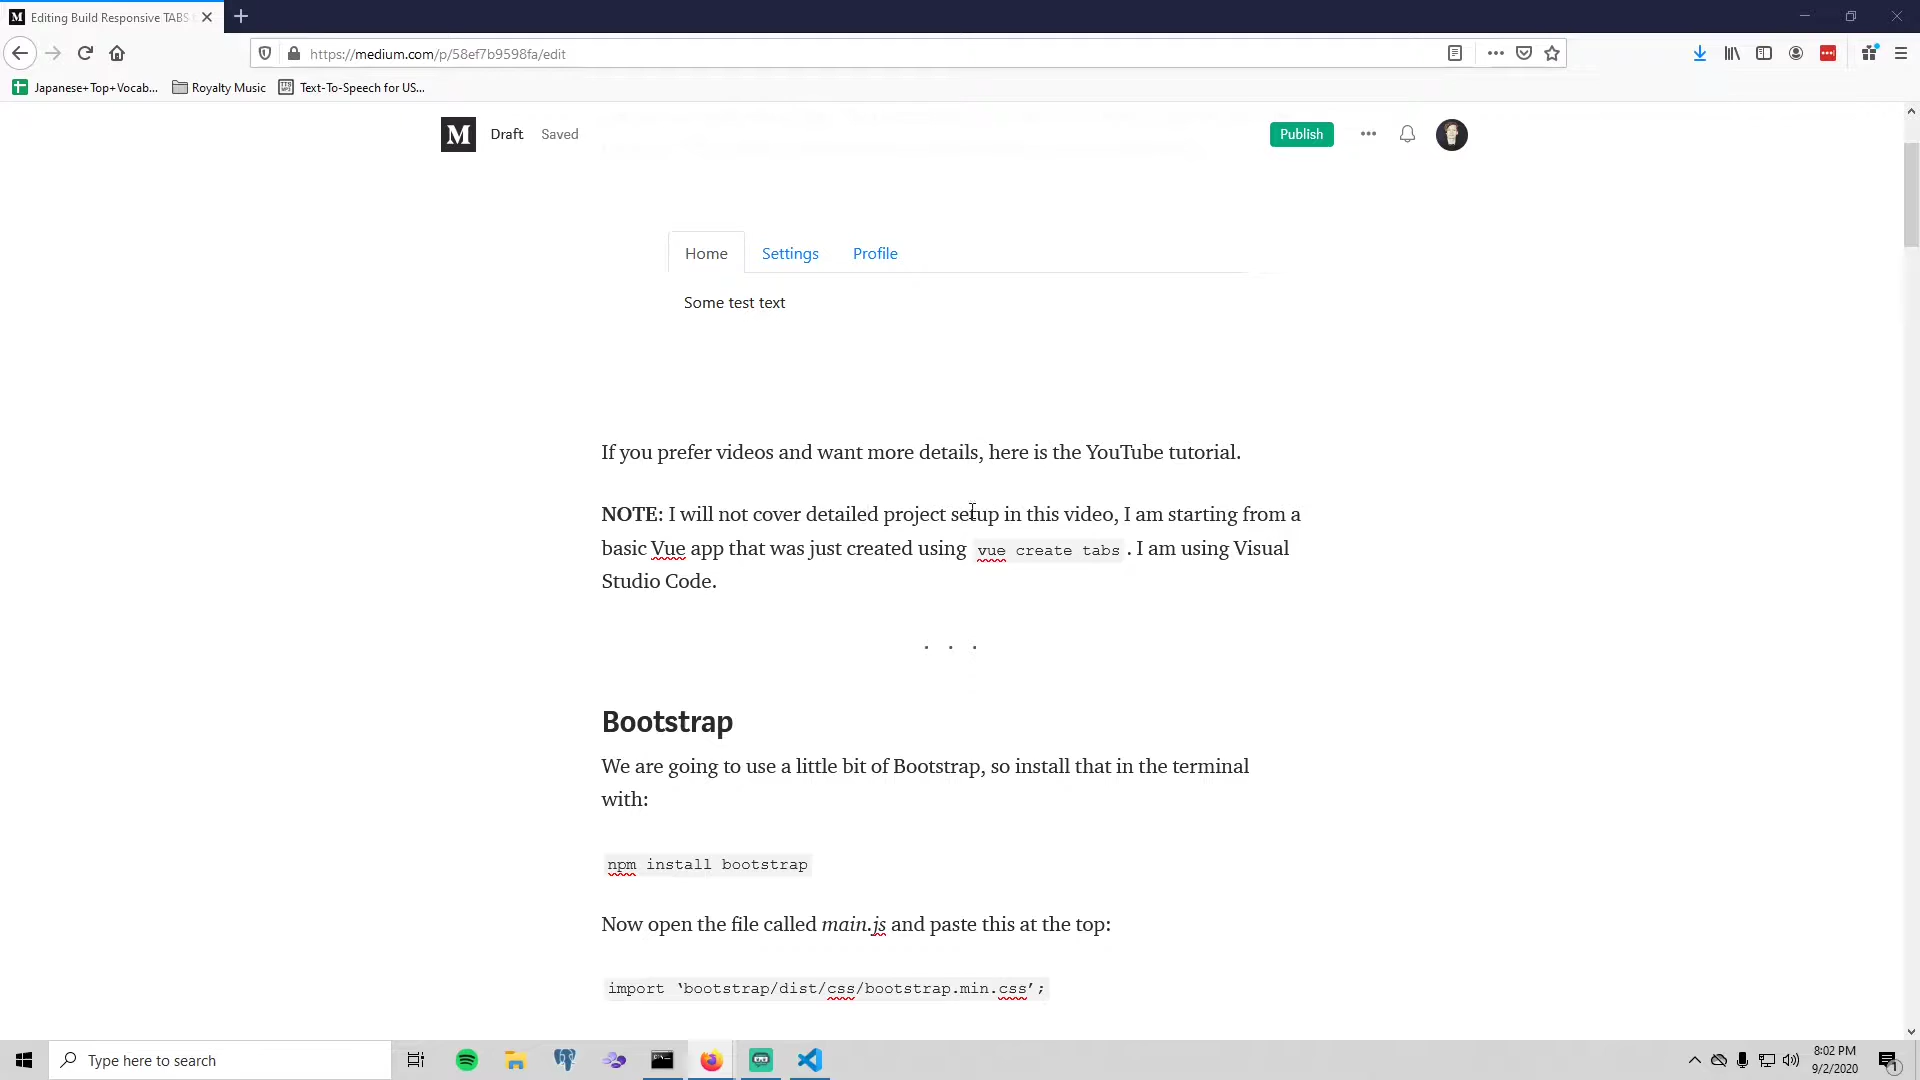 Editing Build Responsive TABS
https://medium.com/p/58ef7b9598fa/edit
Japanese+Top+Vocab... Royalty Music Text-To-Speech for US...
M Draft Saved Publish
Home Settings Profile
Some test text
If you prefer videos and want more details, here is the YouTube tutorial.
NOTE: I will not cover detailed project setup in this video, I am starting from a
basic Vue app that was just created using vue create tabs . I am using Visual
Studio Code.
. . .
Bootstrap
We are going to use a little bit of Bootstrap, so install that in the terminal
with:
npm install bootstrap
Now open the file called main.js and paste this at the top:
import ‘bootstrap/dist/css/bootstrap.min.css’;
Type here to search
8:02 PM
9/2/2020
1